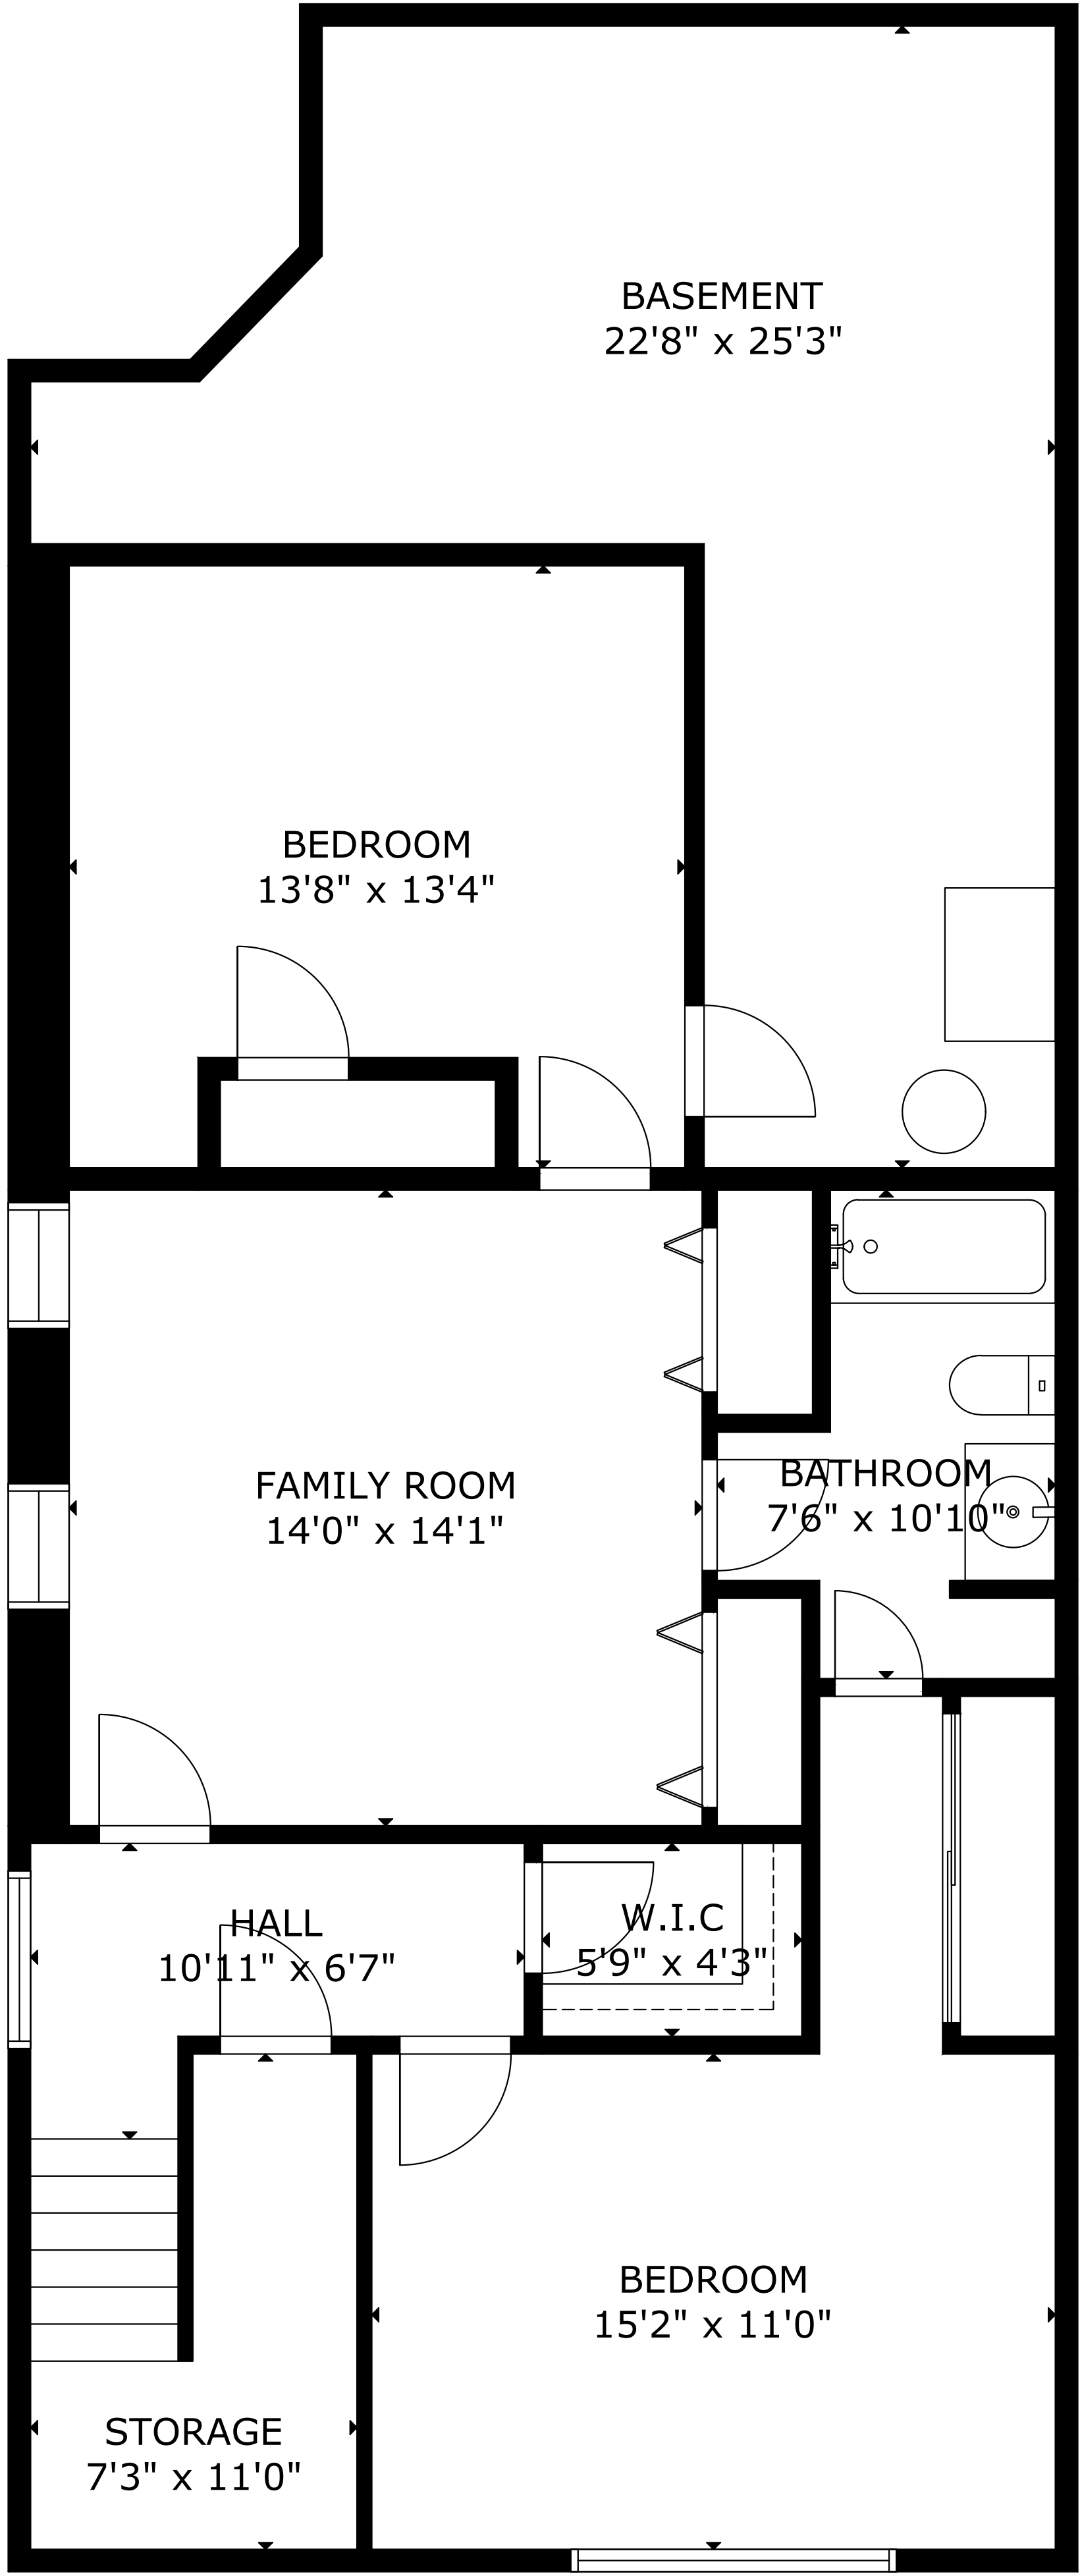 BASEMENT
22'8" x 25'3"
BEDROOM
13'8" x 13'4"
FAMILY ROOM
14'0" x 14'1"
BATHROOM
7'6" x 10'10"
HALL
10'11" x 6'7"
W.I.C
5'9" x 4'3"
BEDROOM
15'2" x 11'0"
STORAGE
7'3" x 11'0"